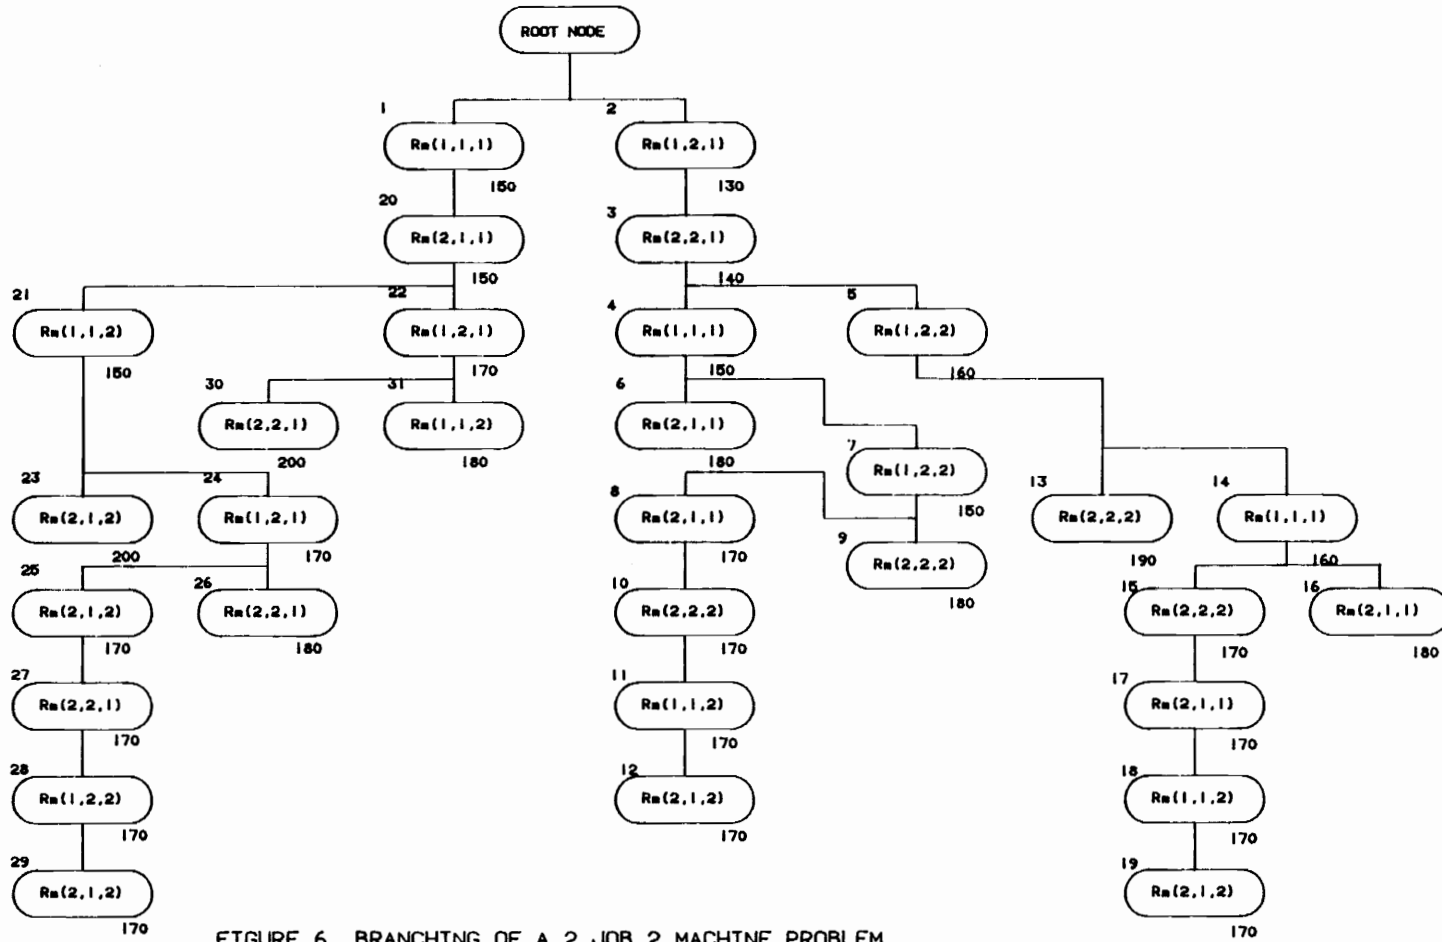 ROOT NODE
1 2
Rm(1,1,1) Rm(1,2,1)
150 130
20 3
Rm(2,1,1) Rm(2,2,1)
150 140
21 22 4 5
Rm(1,1,2) Rm(1,2,1) Rm(1,1,1) Rm(1,2,2)
150 170 150 160
30 31 6
Rm(2,2,1) Rm(1,1,2) Rm(2,1,1)
200 180 180
7
Rm(1,2,2)
150
23 24 8 13 14
Rm(2,1,2) Rm(1,2,1) Rm(2,1,1) Rm(2,2,2) Rm(1,1,1)
200 170 170 190 160
9
Rm(2,2,2)
180
25 26 10 15 16
Rm(2,1,2) Rm(2,2,1) Rm(2,2,2) Rm(2,2,2) Rm(2,1,1)
170 180 170 170 180
27 11 17
Rm(2,2,1) Rm(1,1,2) Rm(2,1,1)
170 170 170
28 12 18
Rm(1,2,2) Rm(2,1,2) Rm(1,1,2)
170 170 170
29 19
Rm(2,1,2) Rm(2,1,2)
170 170
FIGURE 6. BRANCHING OF A 2 JOB 2 MACHINE PROBLEM